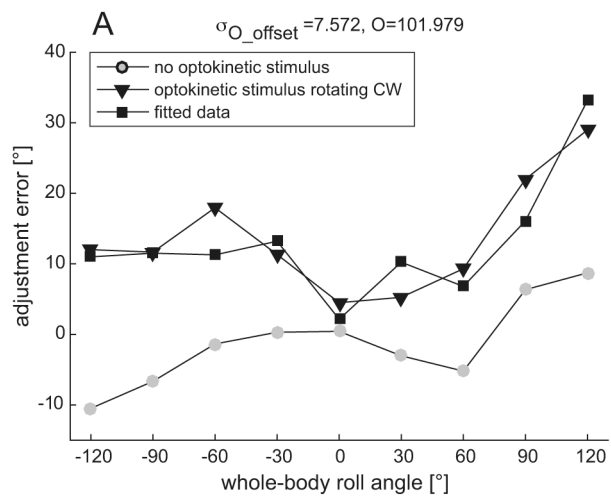 A
σO_offset =7.572, O=101.979
no optokinetic stimulus
optokinetic stimulus rotating CW
fitted data
adjustment error [°]
40
30
20
10
0
-10
-120 -90 -60 -30 0 30 60 90 120
whole-body roll angle [°]